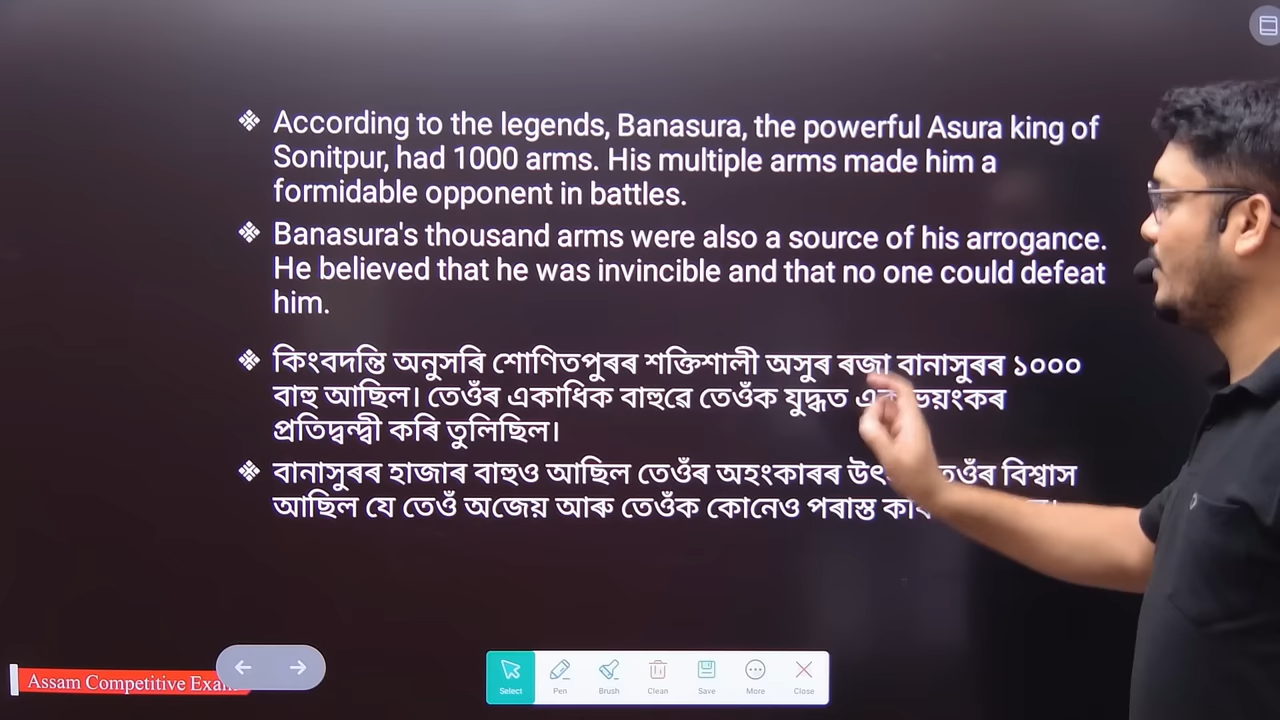 ❖ According to the legends, Banasura, the powerful Asura king of
Sonitpur, had 1000 arms. His multiple arms made him a
formidable opponent in battles.
❖ Banasura's thousand arms were also a source of his arrogance.
He believed that he was invincible and that no one could defeat
him.
❖ কিংবদন্তি অনুসৰি শোণিতপুৰৰ শক্তিশালী অসুৰ ৰজা বানাসুৰৰ ১০০০
বাহু আছিল। তেওঁৰ একাধিক বাহুৱে তেওঁক যুদ্ধত ভয়ংকৰ
প্ৰতিদ্বন্দ্বী কৰি তুলিছিল।
❖ বানাসুৰৰ হাজাৰ বাহুও আছিল তেওঁৰ অহংকাৰৰ তেওঁৰ বিশ্বাস
আছিল যে তেওঁ অজেয় আৰু তেওঁক কোনেও পৰাস্ত
Assam Competitive Exam
Select Pen Brush Clean Save More Close